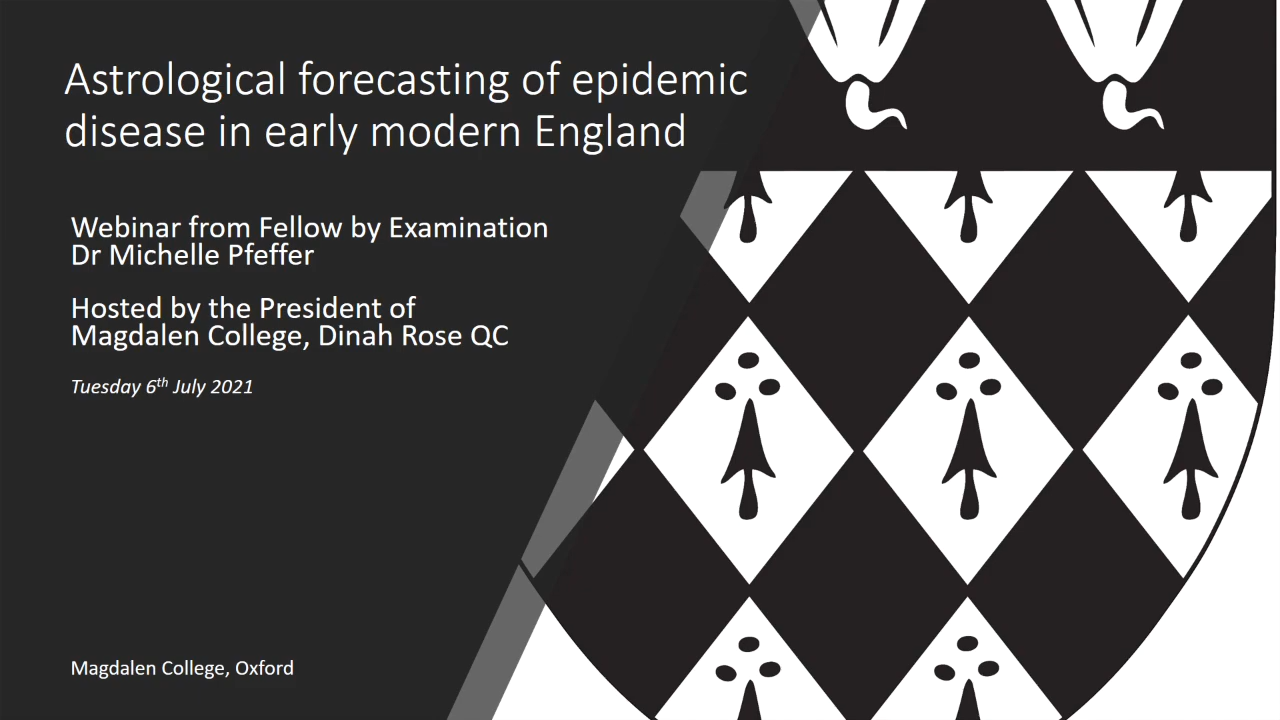 Astrological forecasting of epidemic
disease in early modern England
Webinar from Fellow by Examination
Dr Michelle Pfeffer
Hosted by the President of
Magdalen College, Dinah Rose QC
Tuesday 6th July 2021
Magdalen College, Oxford